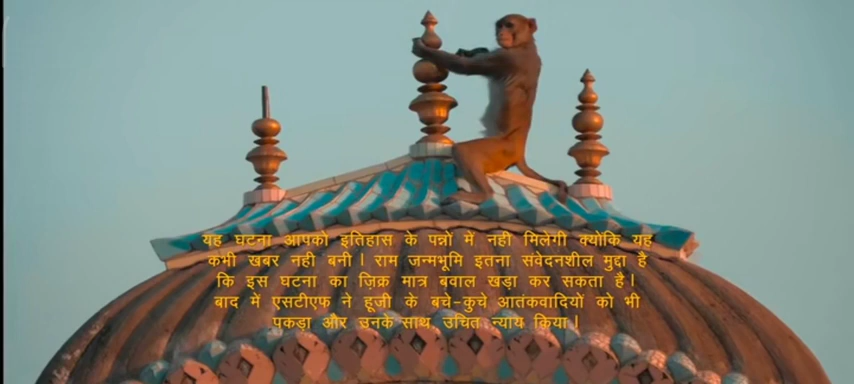 यह घटना आपको इतिहास के पन्नों में नही मिलेगी क्योंकि यह
कभी खबर नही बनी। राम जन्मभूमि इतना संवेदनशील मुद्दा है
कि इस घटना का ज़िक्र मात्र बवाल खड़ा कर सकता है।
बाद में एसटीएफ ने हूजी के बचे-कुचे आतंकवादियों को भी
पकड़ा और उनके साथ उचित न्याय किया।